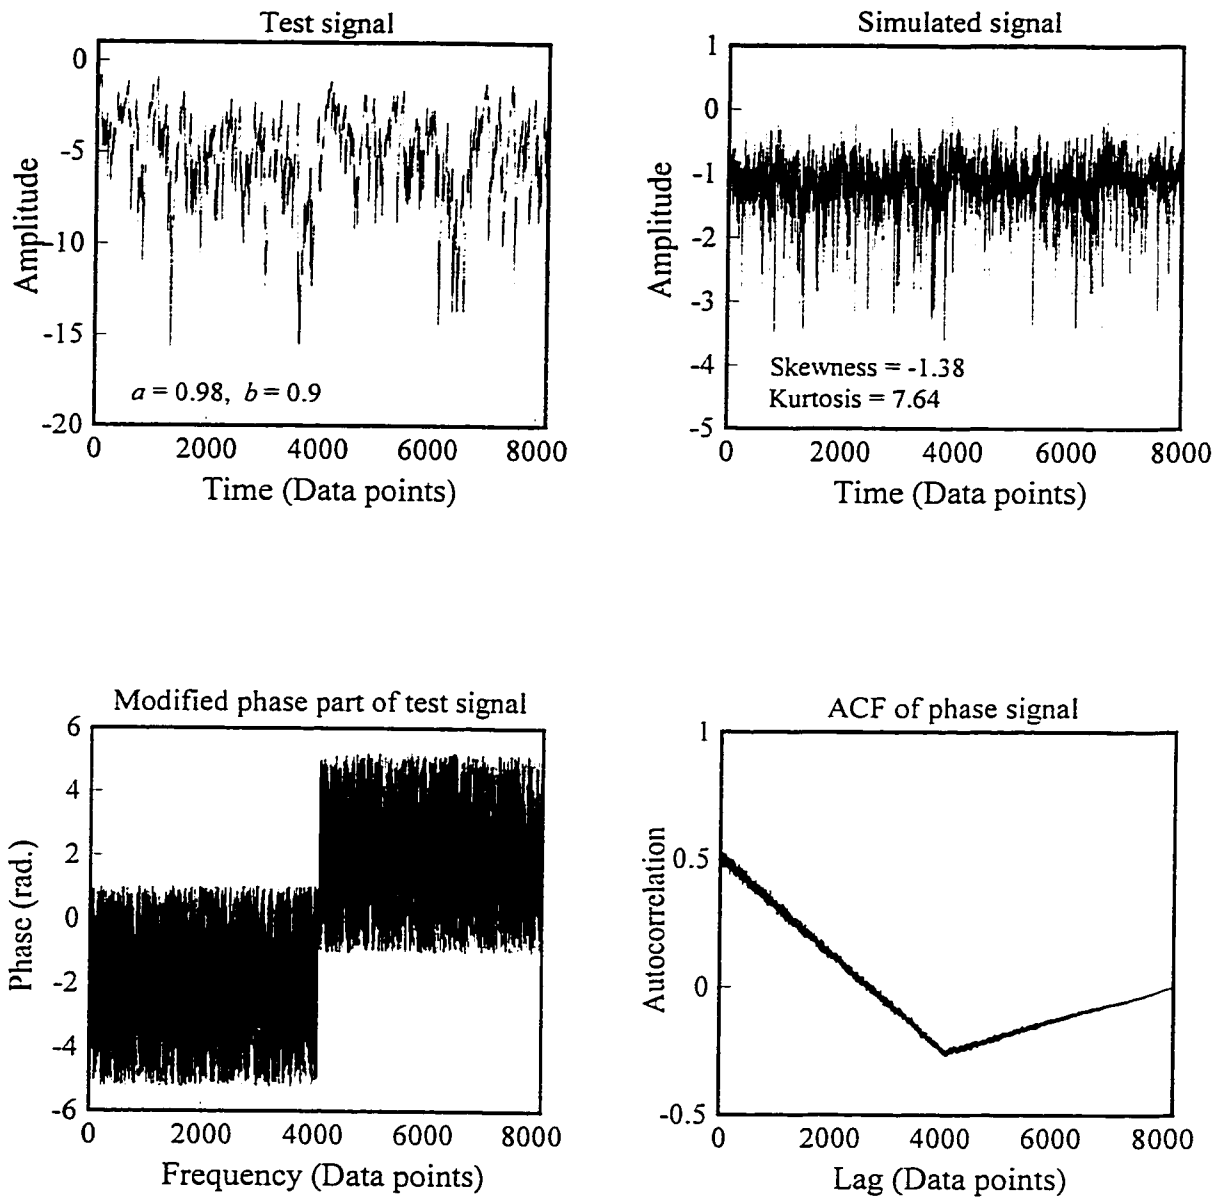 Test signal
0
-5
-10
-15
-20
Amplitude
a = 0.98, b = 0.9
0 2000 4000 6000 8000
Time (Data points)
Simulated signal
1
0
-1
-2
-3
-4
-5
Amplitude
Skewness = -1.38
Kurtosis = 7.64
0 2000 4000 6000 8000
Time (Data points)
Modified phase part of test signal
6
4
2
0
-2
-4
-6
Phase (rad.)
0 2000 4000 6000 8000
Frequency (Data points)
ACF of phase signal
1
0.5
0
-0.5
Autocorrelation
0 2000 4000 6000 8000
Lag (Data points)